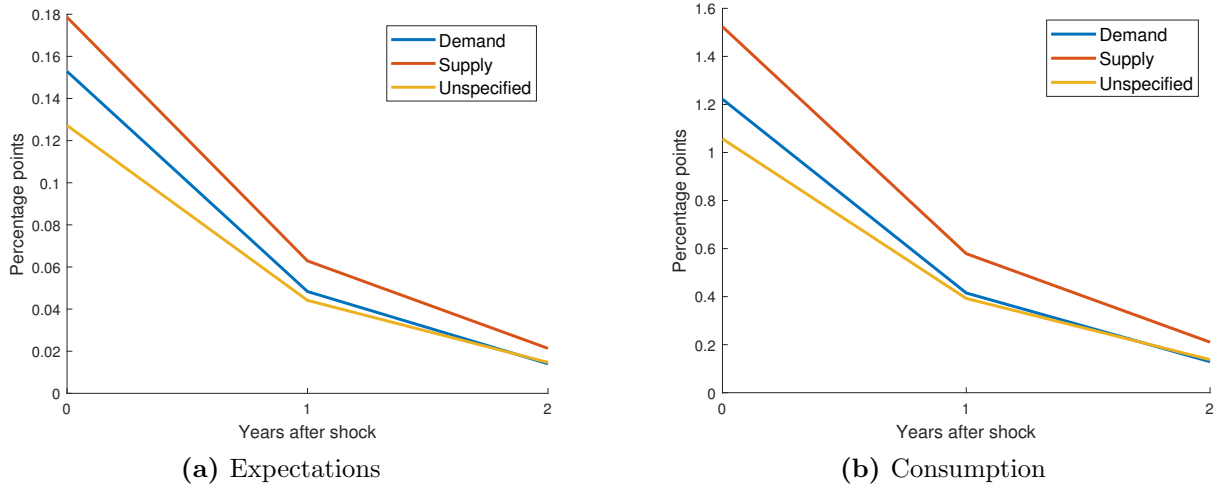 0.18
0.16
0.14
0.12
0.1
0.08
0.06
0.04
0.02
0
Percentage points
Demand
Supply
Unspecified
0 1 2
Years after shock
(a) Expectations
1.6
1.4
1.2
1
0.8
0.6
0.4
0.2
0
Percentage points
Demand
Supply
Unspecified
0 1 2
Years after shock
(b) Consumption